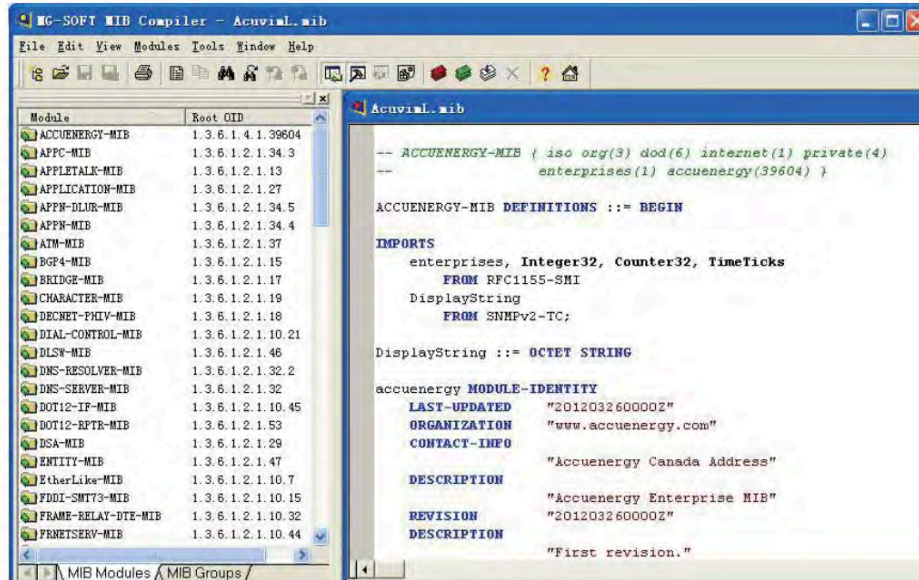 MG-SOFT MIB Compiler - AcuvimL.mib
File Edit View Modules Tools Window Help
Module Root OID
ACCUENERGY-MIB 1.3.6.1.4.1.39604
APPC-MIB 1.3.6.1.2.1.34.3
APPLETALK-MIB 1.3.6.1.2.1.13
APPLICATION-MIB 1.3.6.1.2.1.27
APPN-DLUR-MIB 1.3.6.1.2.1.34.5
APPN-MIB 1.3.6.1.2.1.34.4
ATM-MIB 1.3.6.1.2.1.37
BGP4-MIB 1.3.6.1.2.1.15
BRIDGE-MIB 1.3.6.1.2.1.17
CHARACTER-MIB 1.3.6.1.2.1.19
DECNET-PHIV-MIB 1.3.6.1.2.1.18
DIAL-CONTROL-MIB 1.3.6.1.2.1.10.21
DLSW-MIB 1.3.6.1.2.1.46
DNS-RESOLVER-MIB 1.3.6.1.2.1.32.2
DNS-SERVER-MIB 1.3.6.1.2.1.32
DOT12-IF-MIB 1.3.6.1.2.1.10.45
DOT12-RPTR-MIB 1.3.6.1.2.1.53
DSA-MIB 1.3.6.1.2.1.29
ENTITY-MIB 1.3.6.1.2.1.47
EtherLike-MIB 1.3.6.1.2.1.10.7
FDDI-SMT73-MIB 1.3.6.1.2.1.10.15
FRAME-RELAY-DTE-MIB 1.3.6.1.2.1.10.32
FRNETSERV-MIB 1.3.6.1.2.1.10.44
MIB Modules MIB Groups
AcuvimL.mib
-- ACCUENERGY-MIB { iso org(3) dod(6) internet(1) private(4)
-- enterprises(1) accuenergy(39604) }
ACCUENERGY-MIB DEFINITIONS ::= BEGIN
IMPORTS
enterprises, Integer32, Counter32, TimeTicks
FROM RFC1155-SMI
DisplayString
FROM SNMPv2-TC;
DisplayString ::= OCTET STRING
accuenergy MODULE-IDENTITY
LAST-UPDATED "201203260000Z"
ORGANIZATION "www.accuenergy.com"
CONTACT-INFO
"Accuenergy Canada Address"
DESCRIPTION
"Accuenergy Enterprise MIB"
REVISION "201203260000Z"
DESCRIPTION
"First revision."